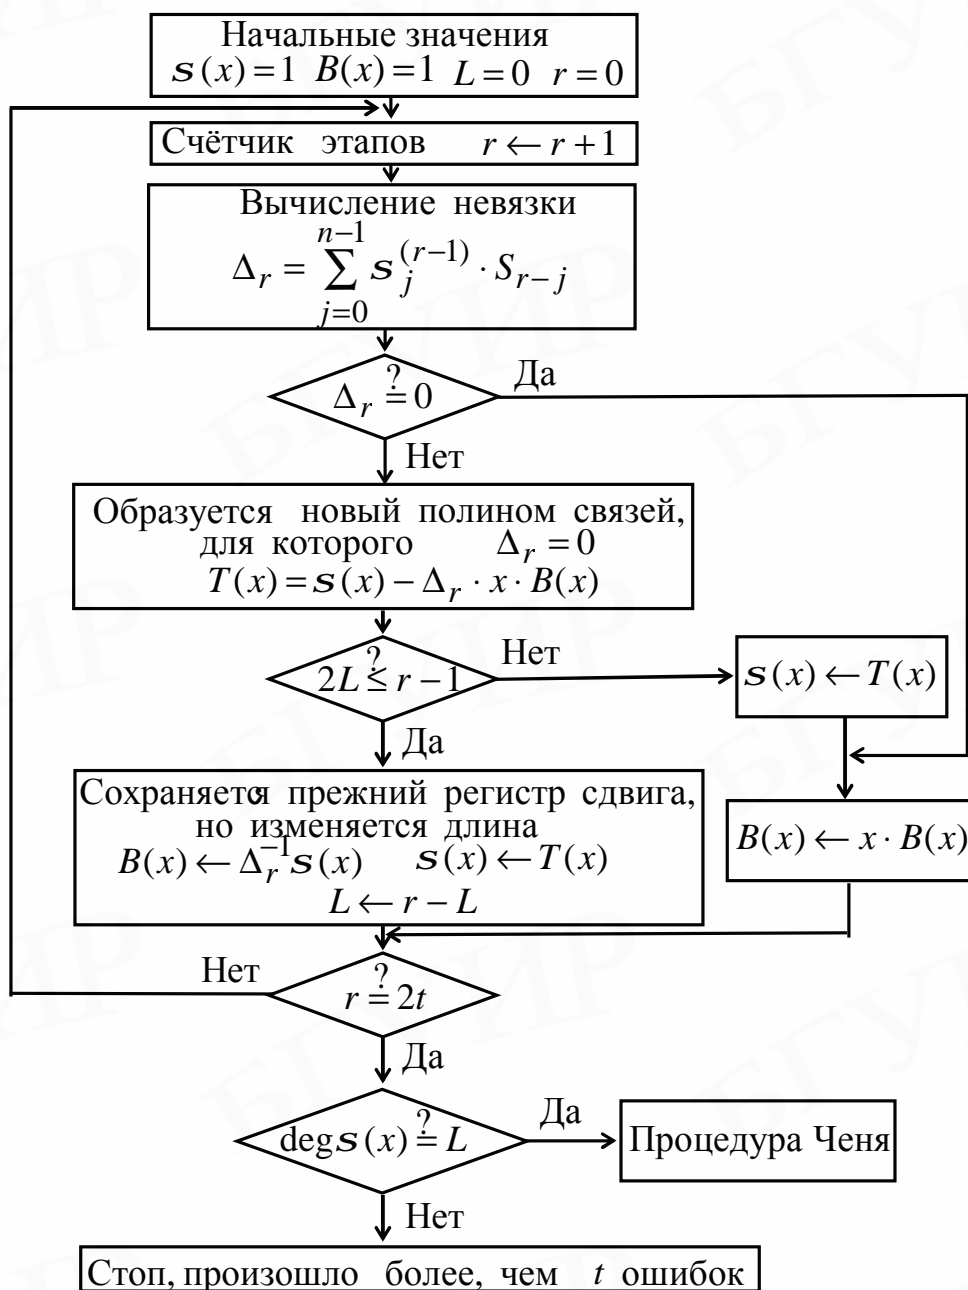 Начальные значения
s(x)=1 B(x)=1 L=0 r=0
Счётчик этапов r ← r+1
Вычисление невязки
n−1
Δ_r = ∑ s_j^(r−1) · S_{r−j}
j=0
Δ_r ≟ 0
Да
Нет
Образуется новый полином связей,
для которого Δ_r = 0
T(x) = s(x) − Δ_r · x · B(x)
?
2L ≤ r−1
Нет
s(x) ← T(x)
Да
Сохраняется прежний регистр сдвига,
но изменяется длина
B(x) ← Δ_r^−1 s(x) s(x) ← T(x)
L ← r − L
B(x) ← x · B(x)
Нет
r ≟ 2t
Да
deg s(x) ≟ L
Да
Процедура Ченя
Нет
Стоп, произошло более, чем t ошибок
БГУИР